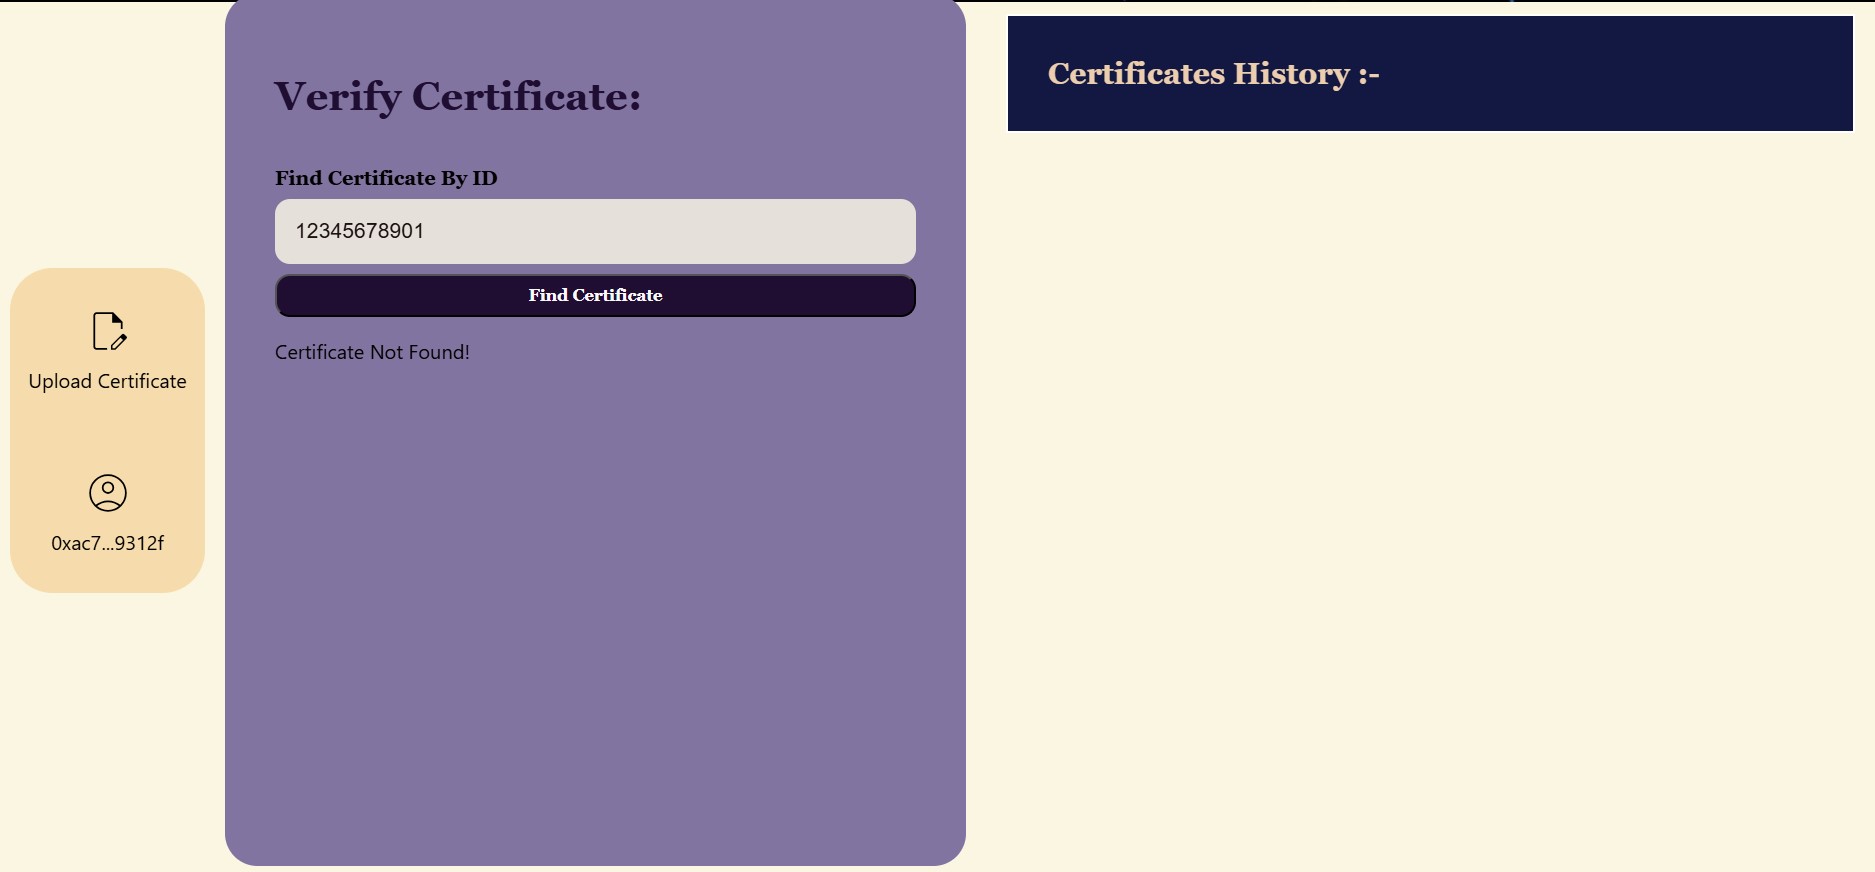 Upload Certificate
0xac7...9312f
Verify Certificate:
Find Certificate By ID
12345678901
Find Certificate
Certificate Not Found!
Certificates History :-